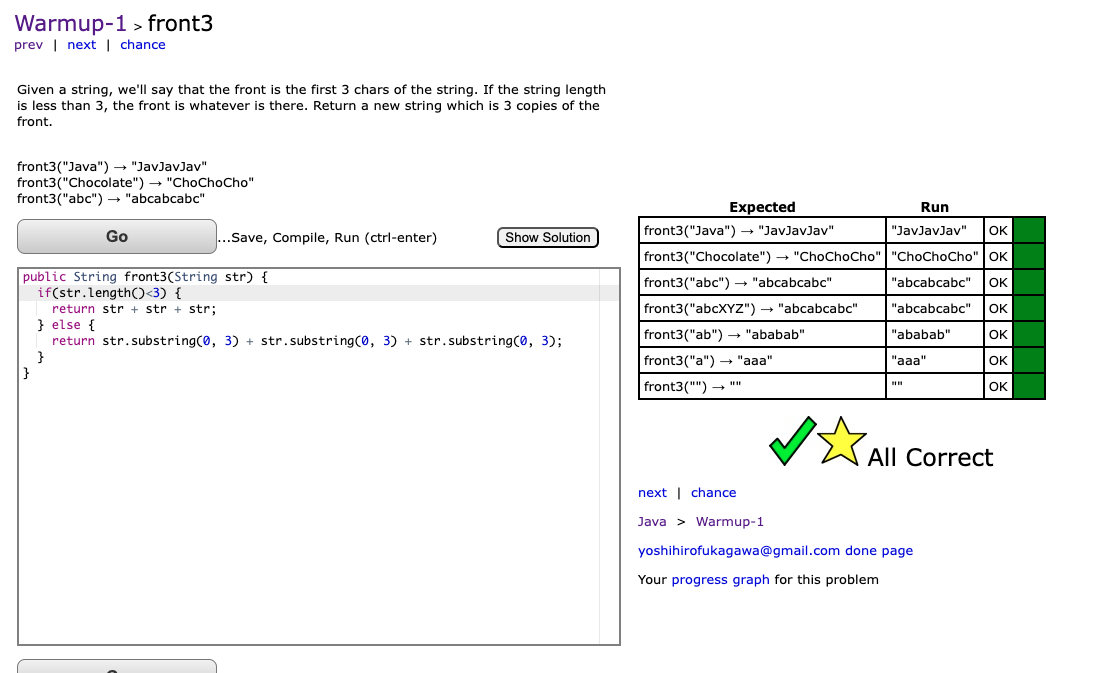 Warmup-1 > front3
prev | next | chance
Given a string, we'll say that the front is the first 3 chars of the string. If the string length
is less than 3, the front is whatever is there. Return a new string which is 3 copies of the
front.
front3("Java") → "JavJavJav"
front3("Chocolate") → "ChoChoCho"
front3("abc") → "abcabcabc"
Go ...Save, Compile, Run (ctrl-enter) Show Solution
public String front3(String str) {
  if(str.length()<3) {
    return str + str + str;
  } else {
    return str.substring(0, 3) + str.substring(0, 3) + str.substring(0, 3);
  }
}
Expected Run
front3("Java") → "JavJavJav" "JavJavJav" OK
front3("Chocolate") → "ChoChoCho" "ChoChoCho" OK
front3("abc") → "abcabcabc" "abcabcabc" OK
front3("abcXYZ") → "abcabcabc" "abcabcabc" OK
front3("ab") → "ababab" "ababab" OK
front3("a") → "aaa" "aaa" OK
front3("") → "" "" OK
All Correct
next | chance
Java > Warmup-1
yoshihirofukagawa@gmail.com done page
Your progress graph for this problem